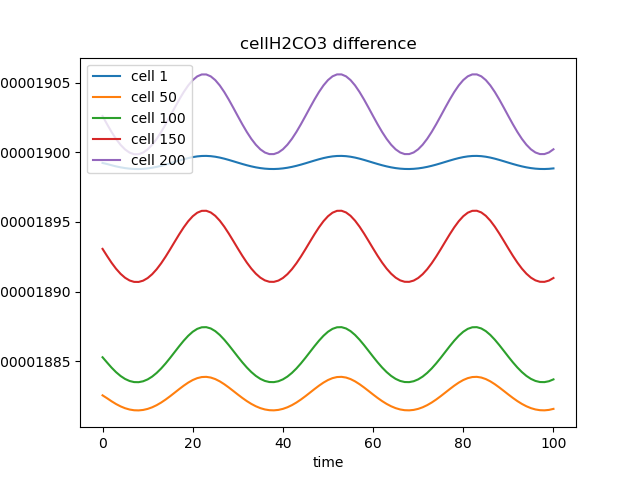 cellH2CO3 difference
00001905
00001900
00001895
00001890
00001885
cell 1
cell 50
cell 100
cell 150
cell 200
0 20 40 60 80 100
time